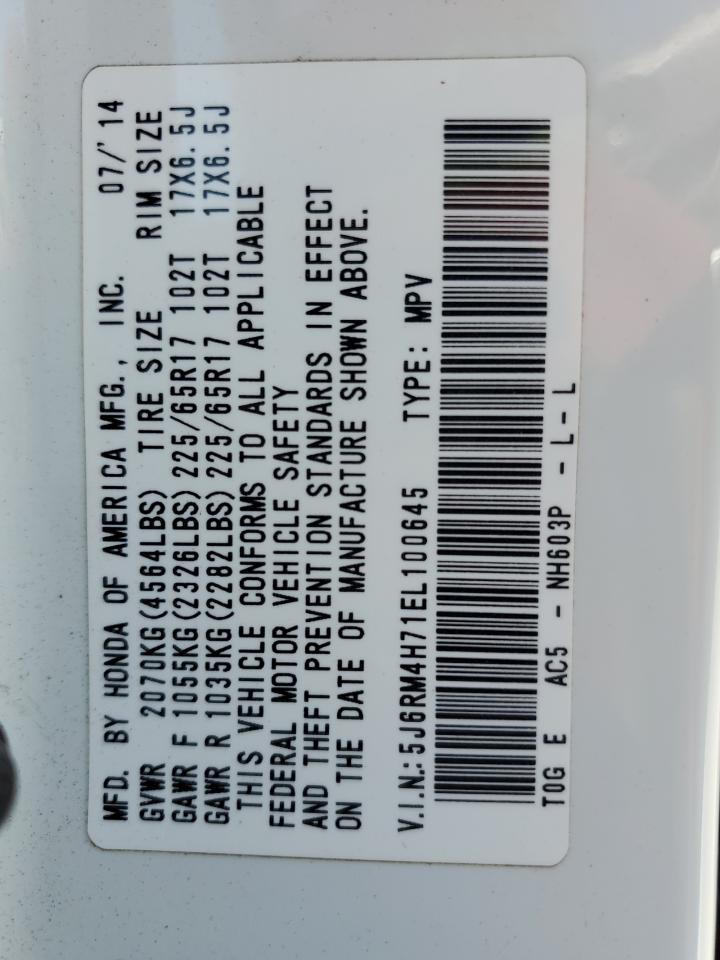 MFD. BY HONDA OF AMERICA MFG., INC. 07/'14
GVWR 2070KG(4564LBS) TIRE SIZE RIM SIZE
GAWR F 1055KG(2326LBS) 225/65R17 102T 17X6.5J
GAWR R 1035KG(2282LBS) 225/65R17 102T 17X6.5J
THIS VEHICLE CONFORMS TO ALL APPLICABLE
FEDERAL MOTOR VEHICLE SAFETY
AND THEFT PREVENTION STANDARDS IN EFFECT
ON THE DATE OF MANUFACTURE SHOWN ABOVE.
V.I.N.: 5J6RM4H71EL100645 TYPE: MPV
T0G E AC5 - NH603P - L - L